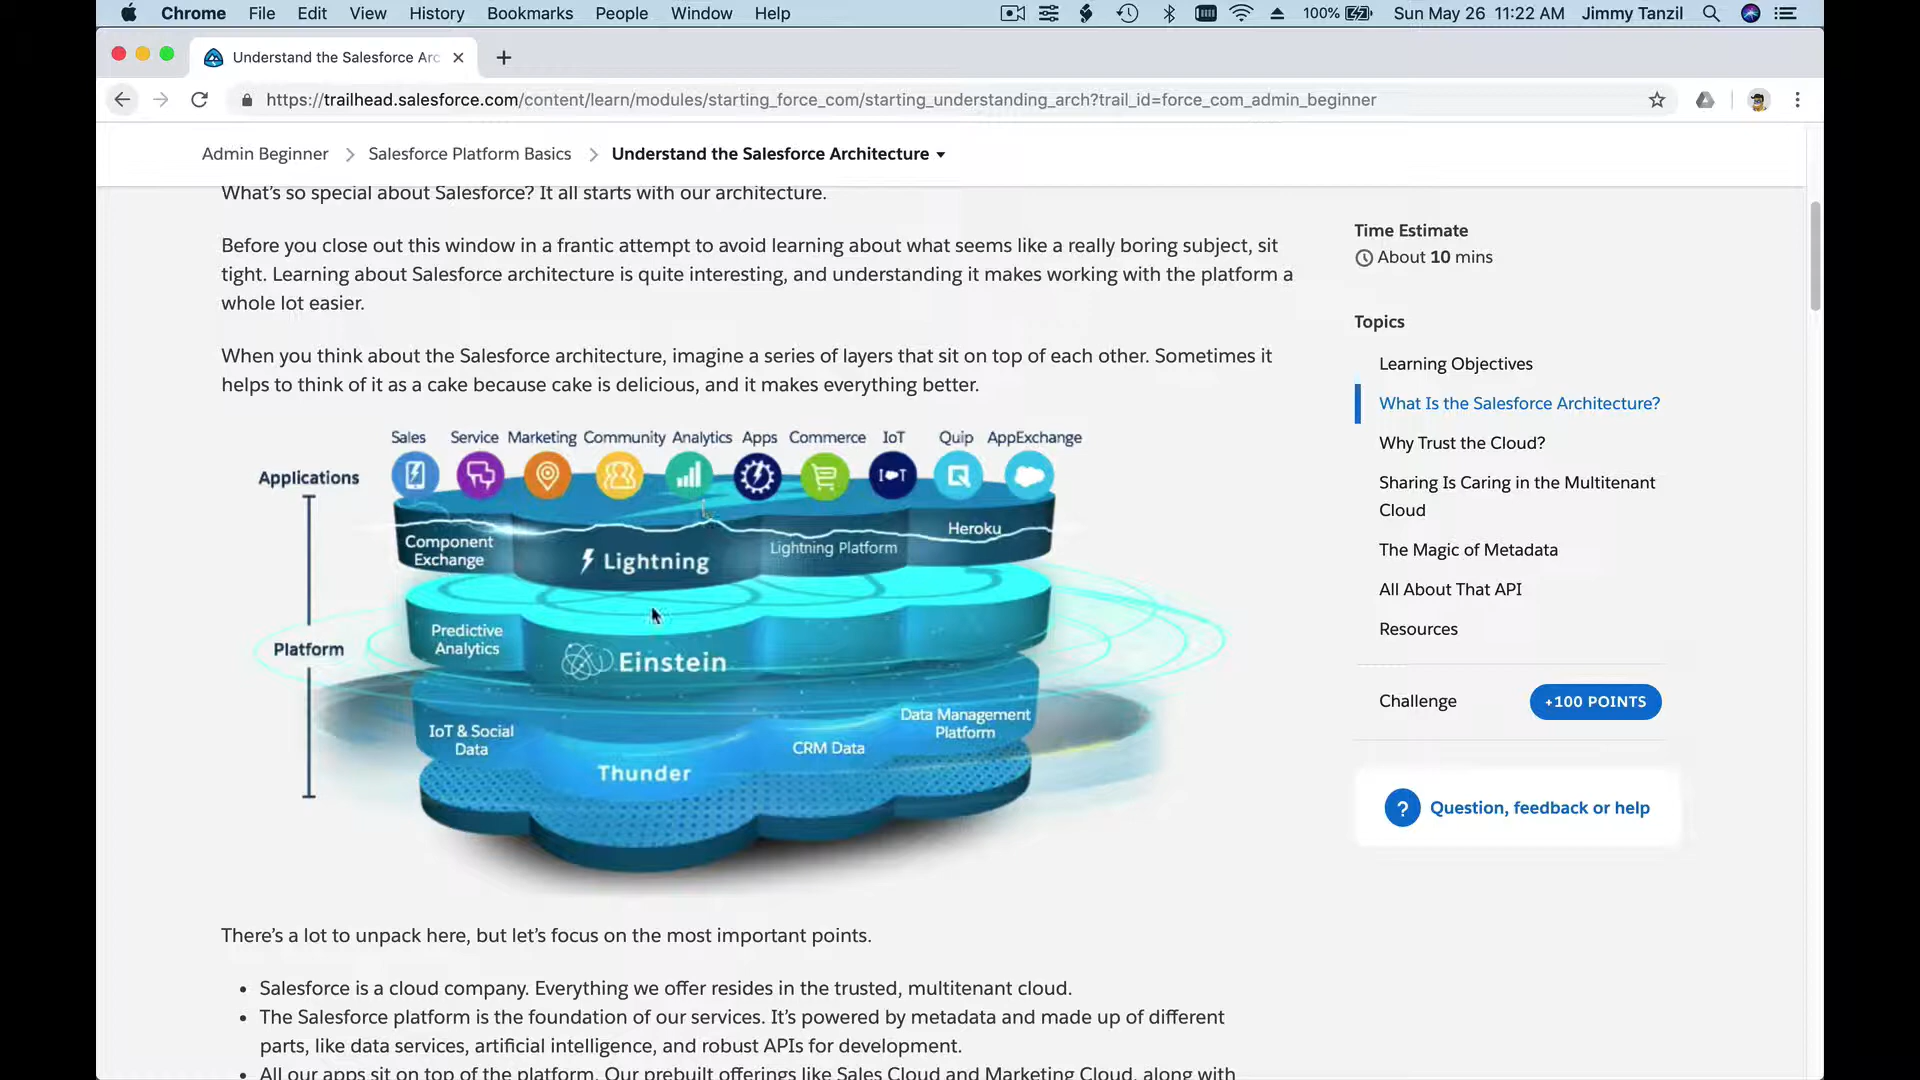 Chrome File Edit View History Bookmarks People Window Help 100% Sun May 26 11:22 AM Jimmy Tanzil
Understand the Salesforce Arc
https://trailhead.salesforce.com/content/learn/modules/starting_force_com/starting_understanding_arch?trail_id=force_com_admin_beginner
Admin Beginner Salesforce Platform Basics Understand the Salesforce Architecture
What's so special about Salesforce? It all starts with our architecture.
Before you close out this window in a frantic attempt to avoid learning about what seems like a really boring subject, sit
tight. Learning about Salesforce architecture is quite interesting, and understanding it makes working with the platform a
whole lot easier.
When you think about the Salesforce architecture, imagine a series of layers that sit on top of each other. Sometimes it
helps to think of it as a cake because cake is delicious, and it makes everything better.
Sales Service Marketing Community Analytics Apps Commerce IoT Quip AppExchange
Applications
IoT
Q
Component
Exchange
Lightning
Lightning Platform
Heroku
Platform
Predictive
Analytics
Einstein
IoT & Social
Data
Thunder
CRM Data
Data Management
Platform
There's a lot to unpack here, but let's focus on the most important points.
• Salesforce is a cloud company. Everything we offer resides in the trusted, multitenant cloud.
• The Salesforce platform is the foundation of our services. It's powered by metadata and made up of different
parts, like data services, artificial intelligence, and robust APIs for development.
• All our apps sit on top of the platform. Our prebuilt offerings like Sales Cloud and Marketing Cloud, along with
Time Estimate
About 10 mins
Topics
Learning Objectives
What Is the Salesforce Architecture?
Why Trust the Cloud?
Sharing Is Caring in the Multitenant
Cloud
The Magic of Metadata
All About That API
Resources
Challenge +100 POINTS
? Question, feedback or help